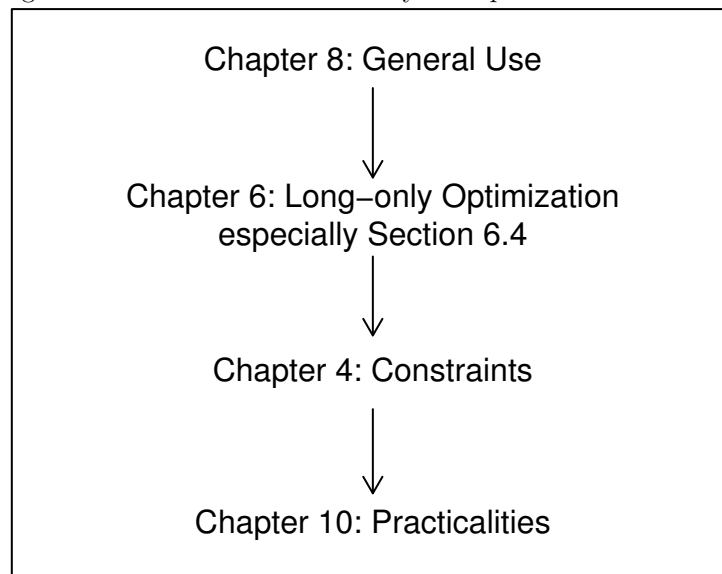 Chapter 8: General Use
Chapter 6: Long−only Optimization
especially Section 6.4
Chapter 4: Constraints
Chapter 10: Practicalities